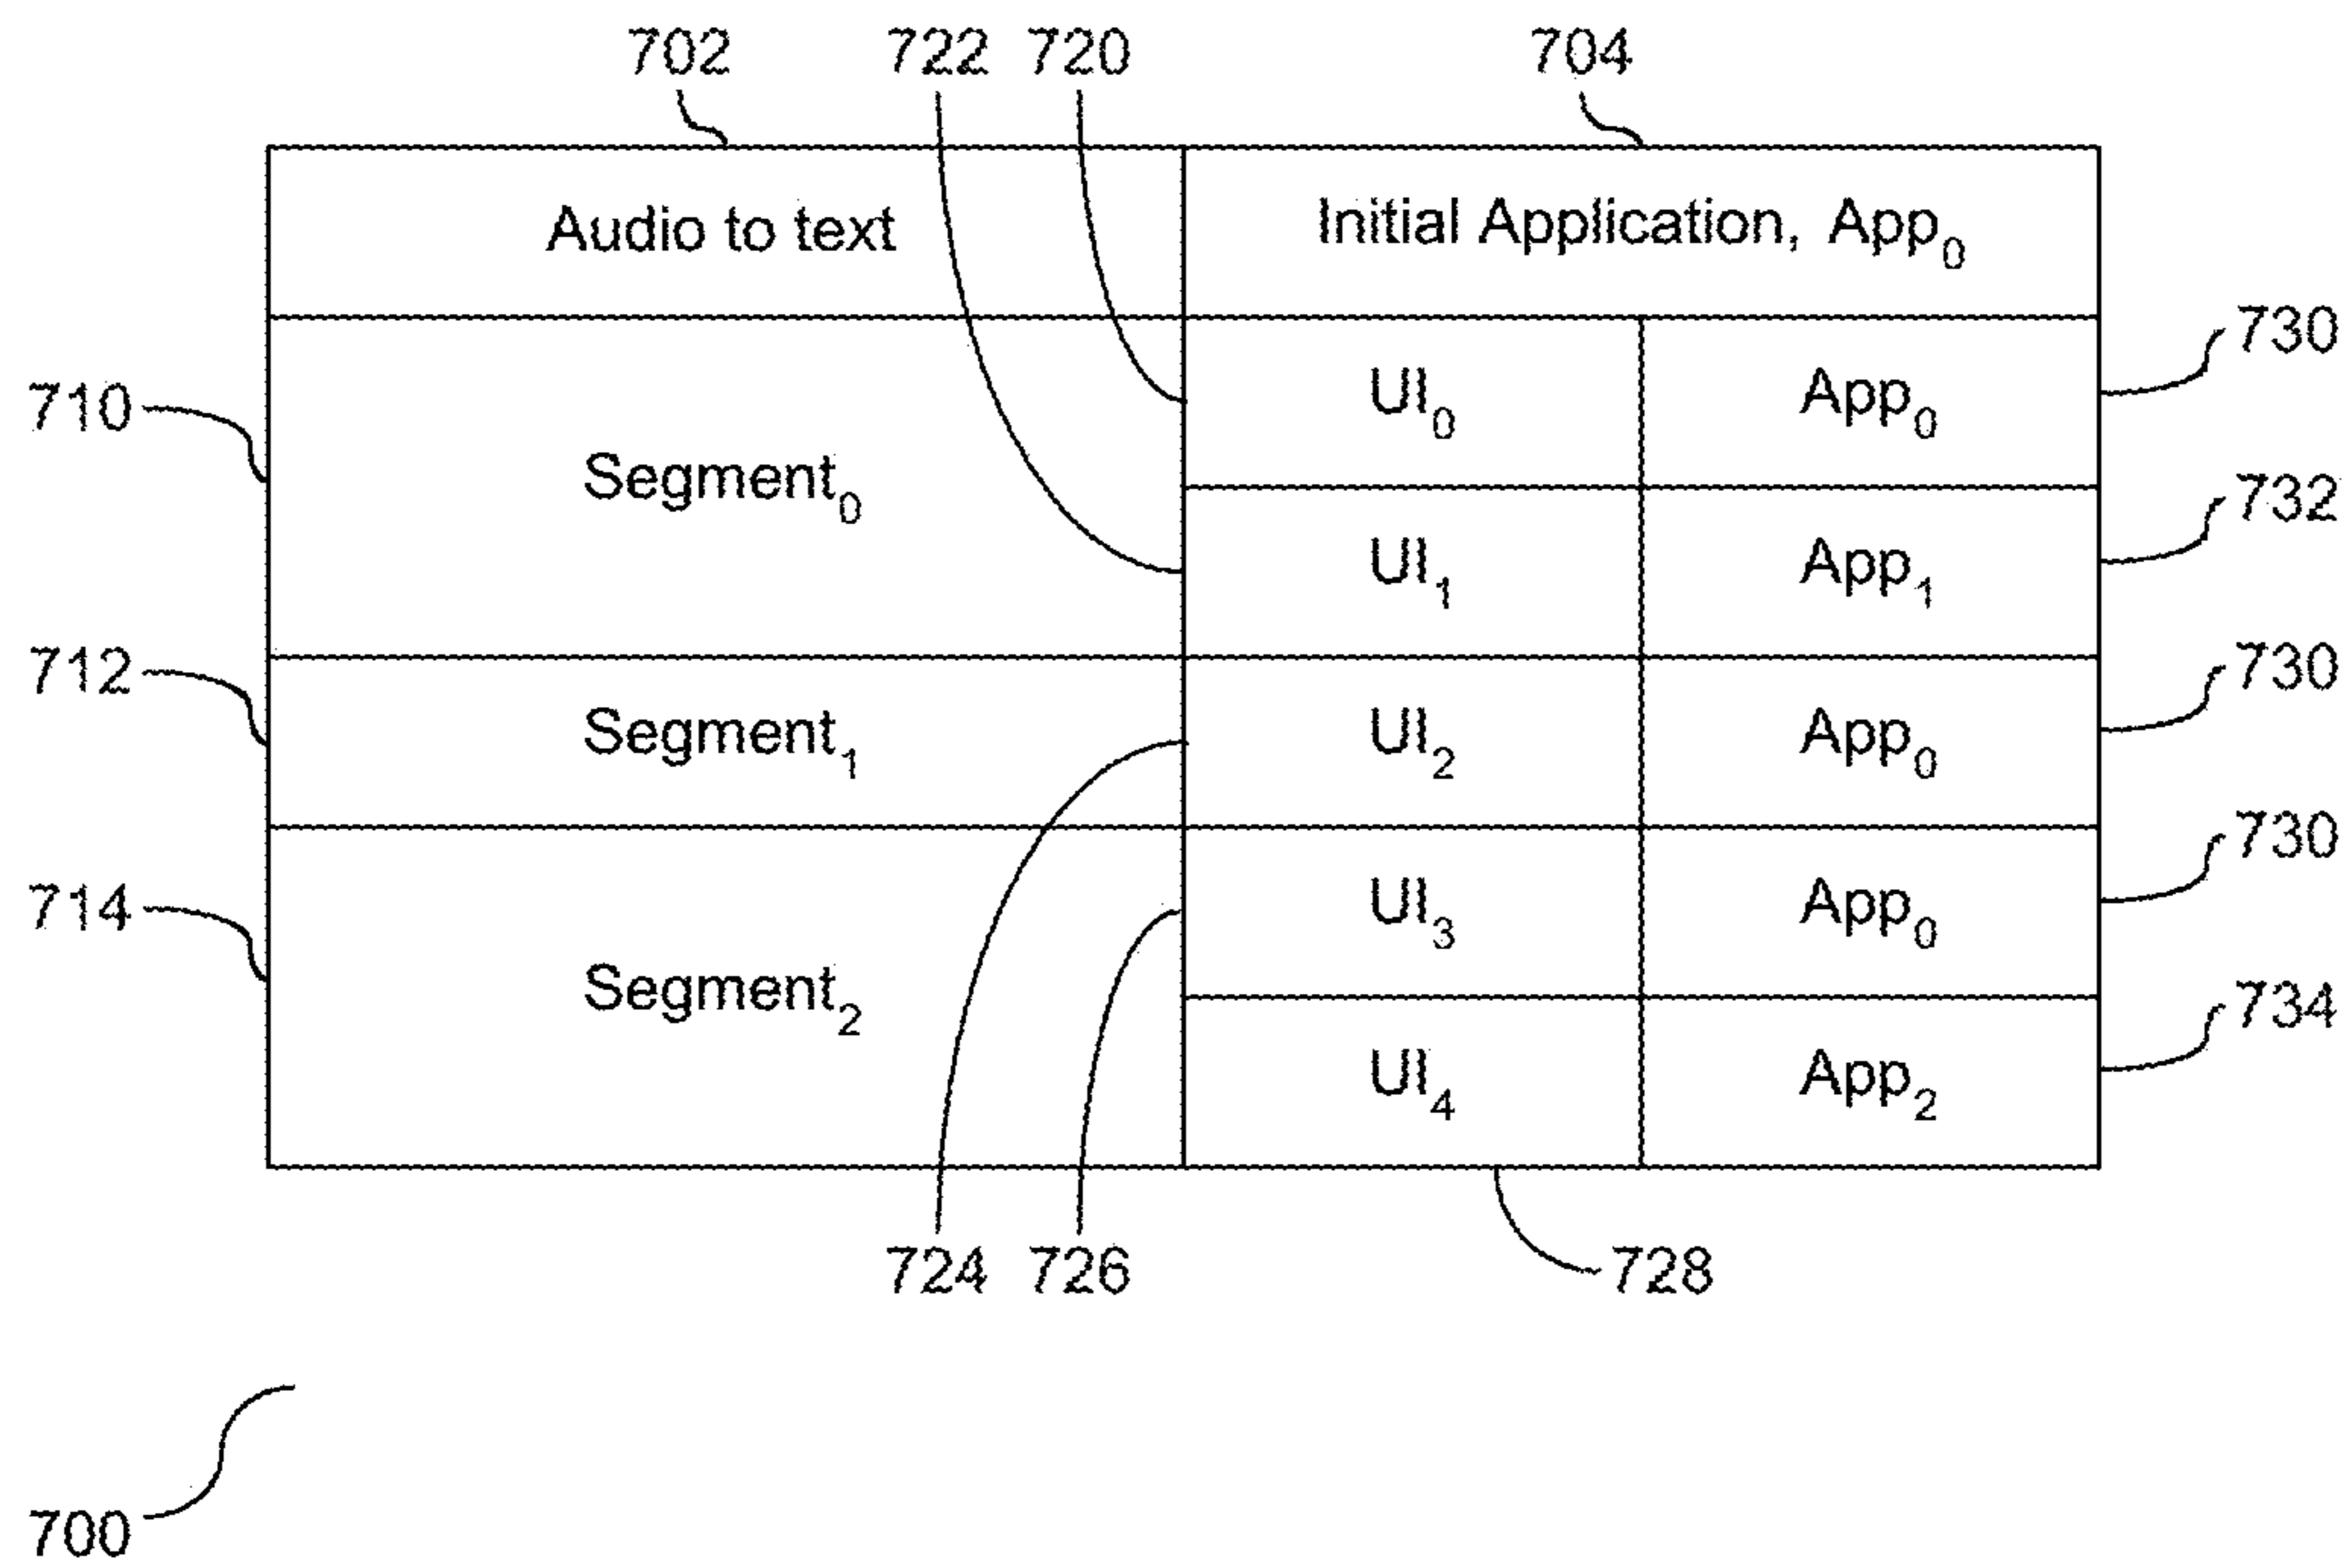 702 722 720 704
Audio to text Initial Application, App₀
730
UI₀ App₀
710
Segment₀
732
UI₁ App₁
712 730
Segment₁ UI₂ App₀
730
714 UI₃ App₀
Segment₂
734
UI₄ App₂
724 726 728
700